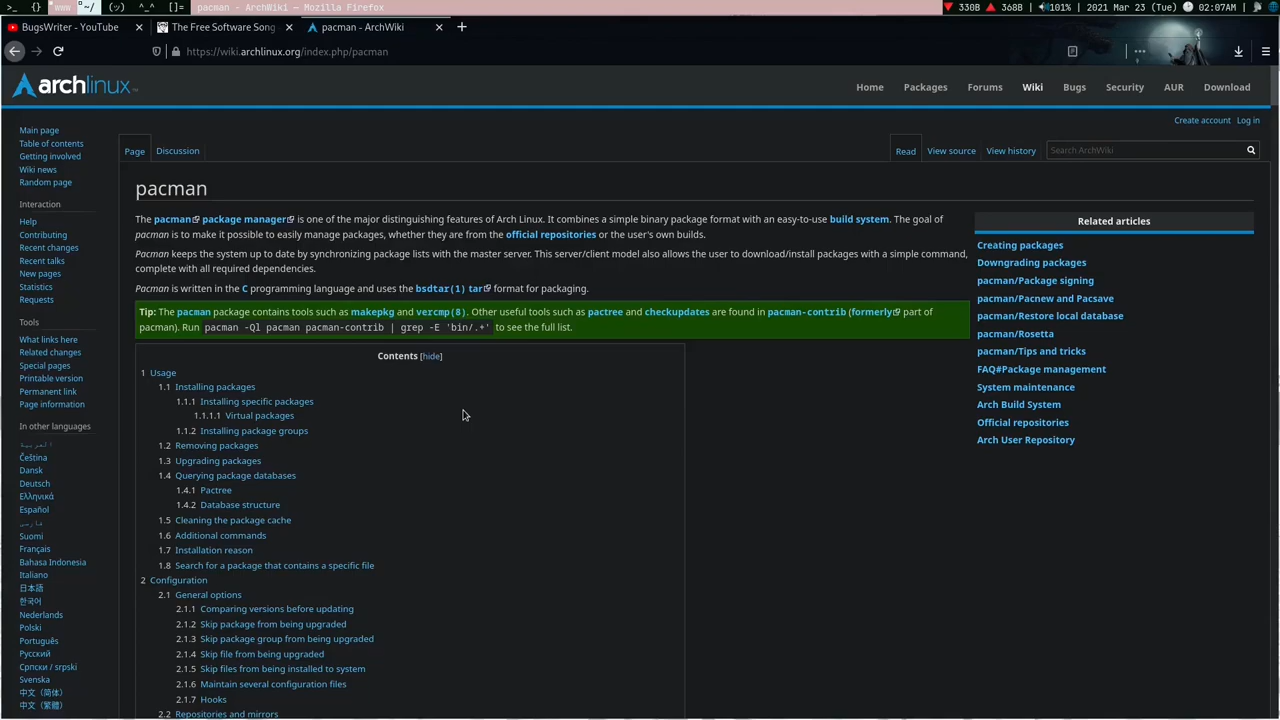 >_ {} www ~/ (ツ) ^_^ []= pacman - ArchWiki — Mozilla Firefox 330B 368B 101% 2021 Mar 23 (Tue) 02:07AM
BugsWriter - YouTube × The Free Software Song × pacman - ArchWiki × +
https://wiki.archlinux.org/index.php/pacman
archlinux
Home Packages Forums Wiki Bugs Security AUR Download
Create account Log in
Page Discussion Read View source View history Search ArchWiki
Main page
Table of contents
Getting involved
Wiki news
Random page
Interaction
Help
Contributing
Recent changes
Recent talks
New pages
Statistics
Requests
Tools
What links here
Related changes
Special pages
Printable version
Permanent link
Page information
In other languages
العربية
Čeština
Dansk
Deutsch
Ελληνικά
Español
فارسی
Suomi
Français
Bahasa Indonesia
Italiano
日本語
한국어
Nederlands
Polski
Português
Русский
Српски / srpski
Svenska
中文（简体）
中文（繁體）
pacman
The pacman package manager is one of the major distinguishing features of Arch Linux. It combines a simple binary package format with an easy-to-use build system. The goal of
pacman is to make it possible to easily manage packages, whether they are from the official repositories or the user's own builds.
Pacman keeps the system up to date by synchronizing package lists with the master server. This server/client model also allows the user to download/install packages with a simple command,
complete with all required dependencies.
Pacman is written in the C programming language and uses the bsdtar(1) tar format for packaging.
Tip: The pacman package contains tools such as makepkg and vercmp(8). Other useful tools such as pactree and checkupdates are found in pacman-contrib (formerly part of
pacman). Run pacman -Ql pacman pacman-contrib | grep -E 'bin/.+' to see the full list.
Contents [hide]
1 Usage
1.1 Installing packages
1.1.1 Installing specific packages
1.1.1.1 Virtual packages
1.1.2 Installing package groups
1.2 Removing packages
1.3 Upgrading packages
1.4 Querying package databases
1.4.1 Pactree
1.4.2 Database structure
1.5 Cleaning the package cache
1.6 Additional commands
1.7 Installation reason
1.8 Search for a package that contains a specific file
2 Configuration
2.1 General options
2.1.1 Comparing versions before updating
2.1.2 Skip package from being upgraded
2.1.3 Skip package group from being upgraded
2.1.4 Skip file from being upgraded
2.1.5 Skip files from being installed to system
2.1.6 Maintain several configuration files
2.1.7 Hooks
2.2 Repositories and mirrors
Related articles
Creating packages
Downgrading packages
pacman/Package signing
pacman/Pacnew and Pacsave
pacman/Restore local database
pacman/Rosetta
pacman/Tips and tricks
FAQ#Package management
System maintenance
Arch Build System
Official repositories
Arch User Repository